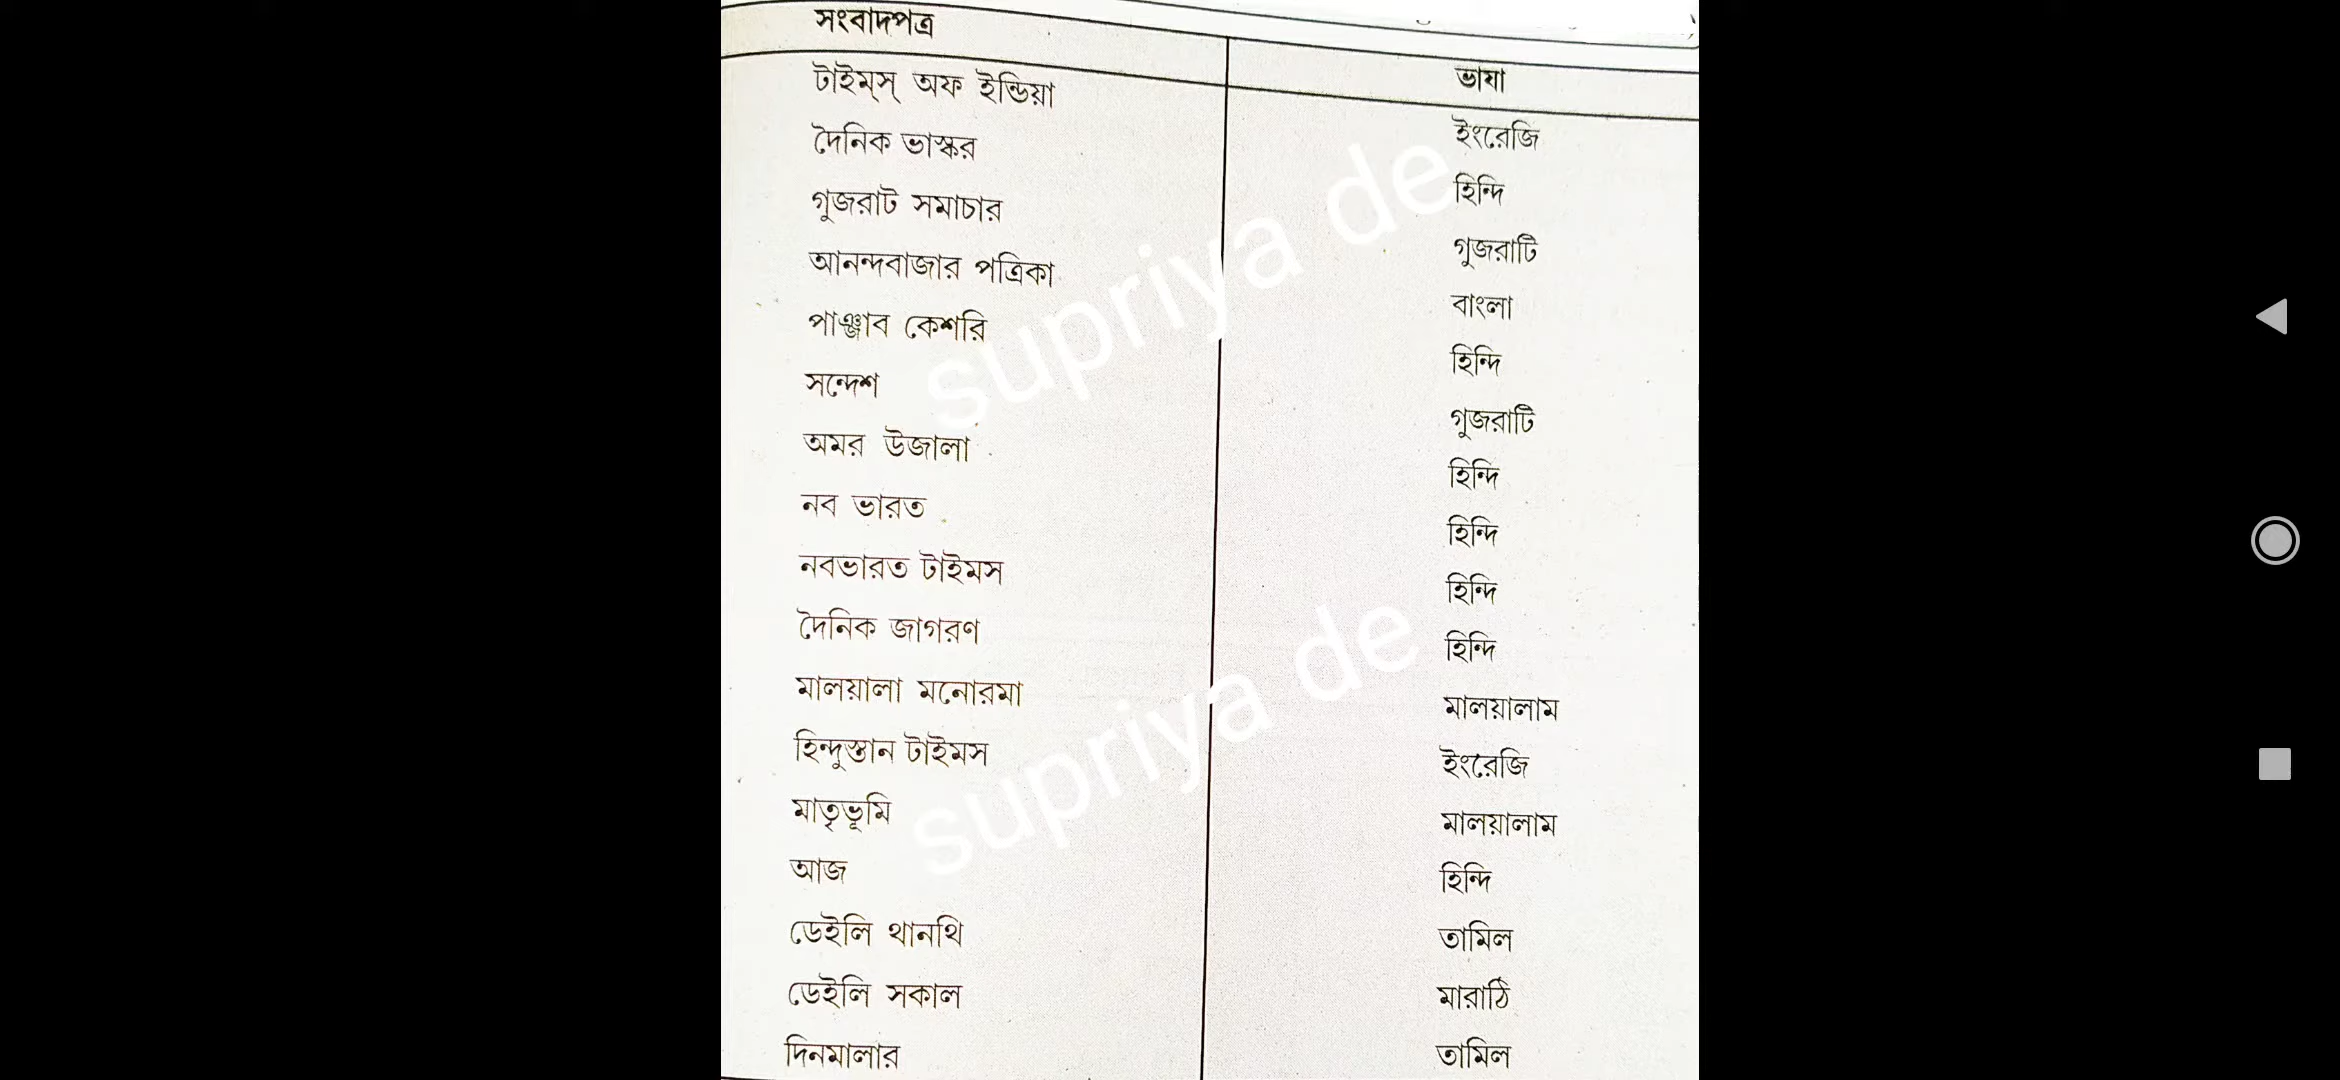 সংবাদপত্র ভাষা
টাইম্‌স্ অফ ইন্ডিয়া ইংরেজি
দৈনিক ভাস্কর হিন্দি
গুজরাট সমাচার গুজরাটি
আনন্দবাজার পত্রিকা বাংলা
পাঞ্জাব কেশরি হিন্দি
সন্দেশ গুজরাটি
অমর উজালা হিন্দি
নব ভারত হিন্দি
নবভারত টাইমস হিন্দি
দৈনিক জাগরণ হিন্দি
মালয়ালা মনোরমা মালয়ালাম
হিন্দুস্তান টাইমস ইংরেজি
মাতৃভূমি মালয়ালাম
আজ হিন্দি
ডেইলি থানথি তামিল
ডেইলি সকাল মারাঠি
দিনমালার তামিল
supriya de
supriya de